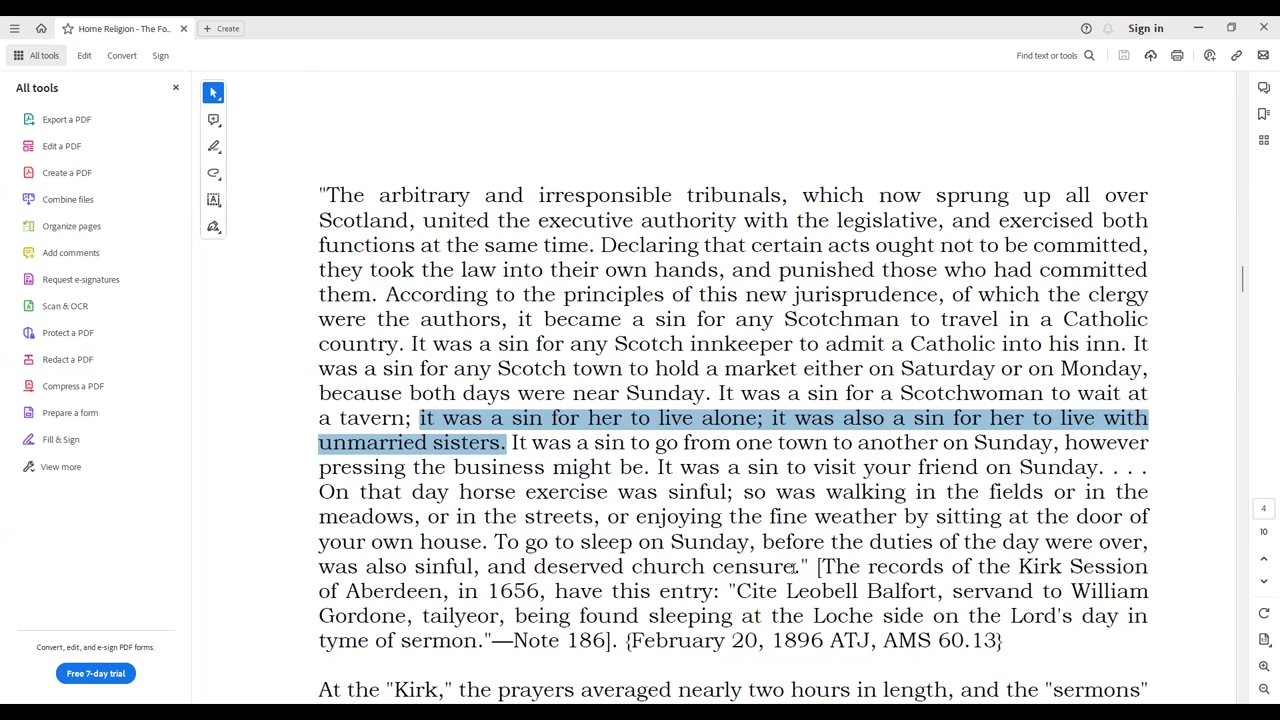 Home Religion - The Fo...
Create
Sign in
All tools
Edit
Convert
Sign
Find text or tools
All tools
Export a PDF
Edit a PDF
Create a PDF
Combine files
Organize pages
Add comments
Request e-signatures
Scan & OCR
Protect a PDF
Redact a PDF
Compress a PDF
Prepare a form
Fill & Sign
View more
Convert, edit, and e-sign PDF forms.
Free 7-day trial
"The arbitrary and irresponsible tribunals, which now sprung up all over
Scotland, united the executive authority with the legislative, and exercised both
functions at the same time. Declaring that certain acts ought not to be committed,
they took the law into their own hands, and punished those who had committed
them. According to the principles of this new jurisprudence, of which the clergy
were the authors, it became a sin for any Scotchman to travel in a Catholic
country. It was a sin for any Scotch innkeeper to admit a Catholic into his inn. It
was a sin for any Scotch town to hold a market either on Saturday or on Monday,
because both days were near Sunday. It was a sin for a Scotchwoman to wait at
a tavern; it was a sin for her to live alone; it was also a sin for her to live with
unmarried sisters. It was a sin to go from one town to another on Sunday, however
pressing the business might be. It was a sin to visit your friend on Sunday. . . .
On that day horse exercise was sinful; so was walking in the fields or in the
meadows, or in the streets, or enjoying the fine weather by sitting at the door of
your own house. To go to sleep on Sunday, before the duties of the day were over,
was also sinful, and deserved church censure." [The records of the Kirk Session
of Aberdeen, in 1656, have this entry: "Cite Leobell Balfort, servand to William
Gordone, tailyeor, being found sleeping at the Loche side on the Lord's day in
tyme of sermon."—Note 186]. {February 20, 1896 ATJ, AMS 60.13}
At the "Kirk," the prayers averaged nearly two hours in length, and the "sermons"
4
10